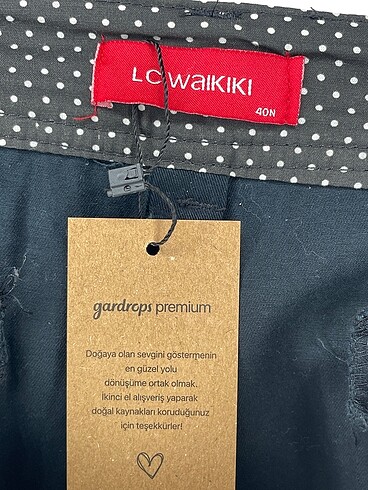 LC WAIKIKI
40N
gardrops premium
Doğaya olan sevgini göstermenin
en güzel yolu
dönüşüme ortak olmak.
İkinci el alışveriş yaparak
doğal kaynakları koruduğunuz
için teşekkürler!